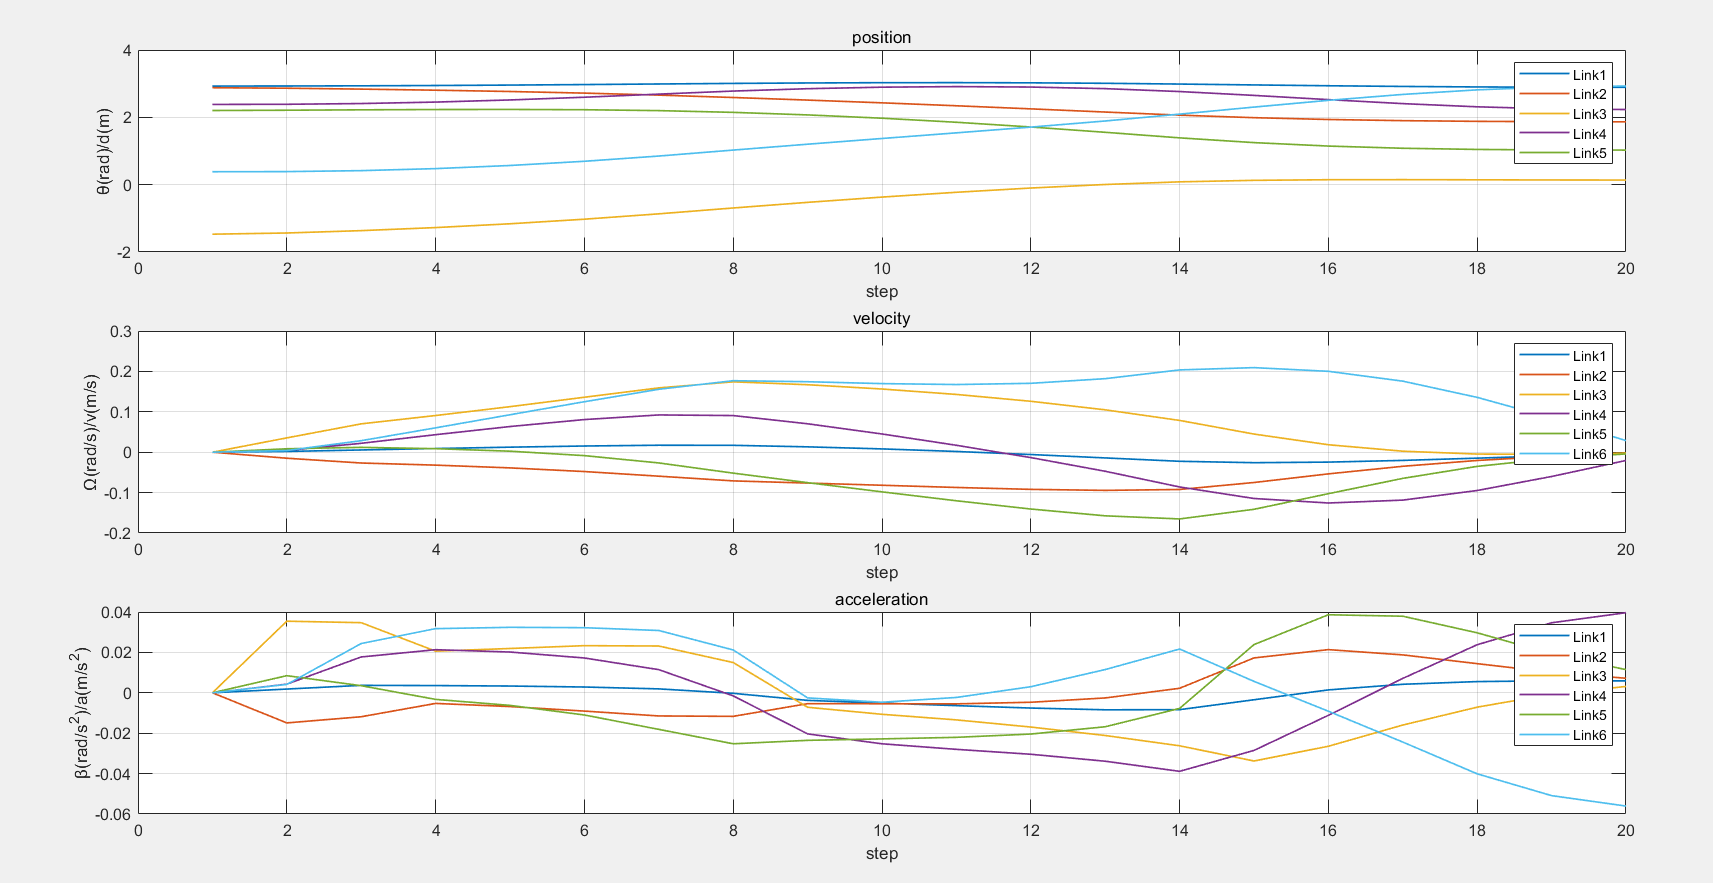 position
4
2
0
-2
θ(rad)/d(m)
Link1
Link2
Link3
Link4
Link5
0 2 4 6 8 10 12 14 16 18 20
step
velocity
0.3
0.2
0.1
0
-0.1
-0.2
Ω(rad/s)/v(m/s)
Link1
Link2
Link3
Link4
Link5
Link6
0 2 4 6 8 10 12 14 16 18 20
step
acceleration
0.04
0.02
0
-0.02
-0.04
-0.06
β(rad/s²)/a(m/s²)
Link1
Link2
Link3
Link4
Link5
Link6
0 2 4 6 8 10 12 14 16 18 20
step